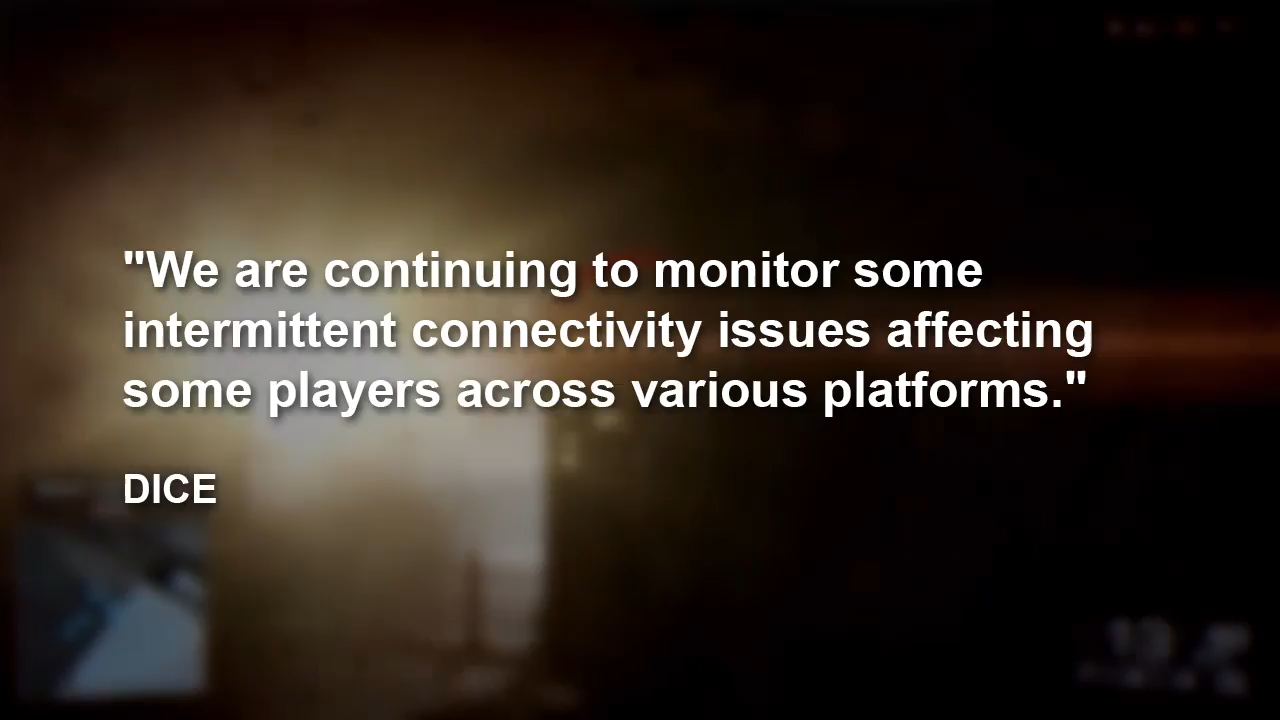 "We are continuing to monitor some
intermittent connectivity issues affecting
some players across various platforms."
DICE